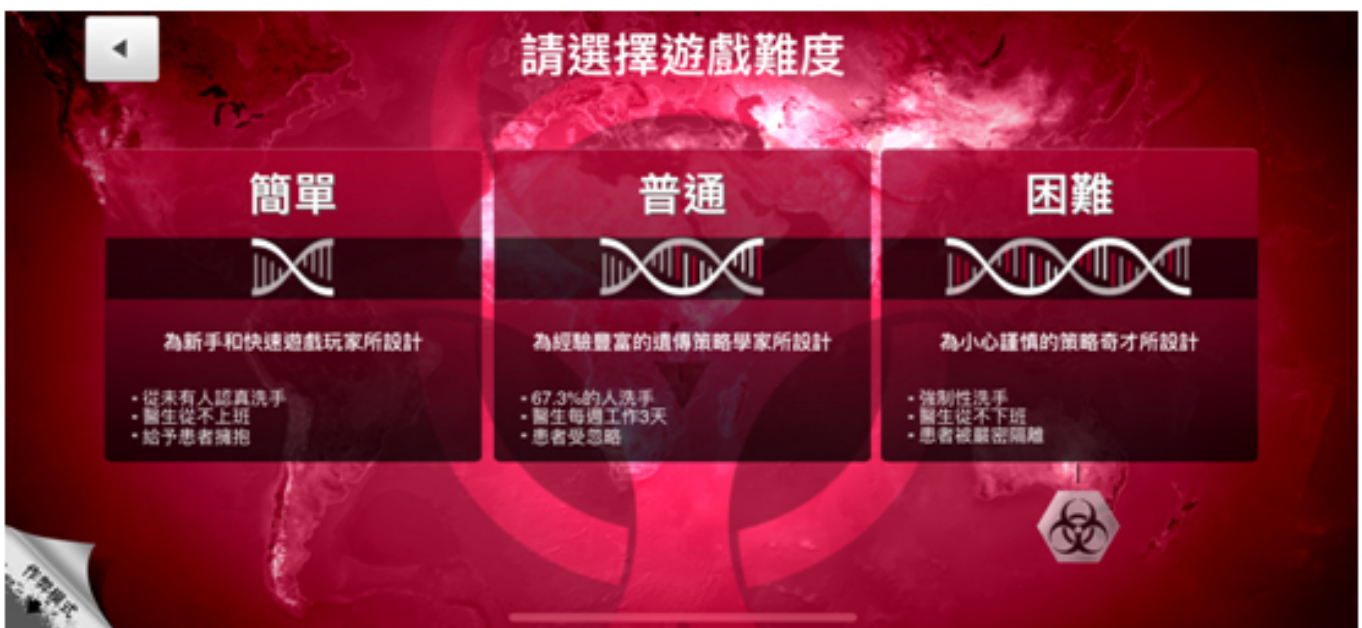 請選擇遊戲難度
簡單
為新手和快速遊戲玩家所設計
▪ 從未有人認真洗手
▪ 醫生從不上班
▪ 給予患者擁抱
普通
為經驗豐富的遺傳策略學家所設計
▪ 67.3%的人洗手
▪ 醫生每週工作3天
▪ 患者受忽略
困難
為小心謹慎的策略奇才所設計
▪ 強制性洗手
▪ 醫生從不下班
▪ 患者被嚴密隔離
作弊模式